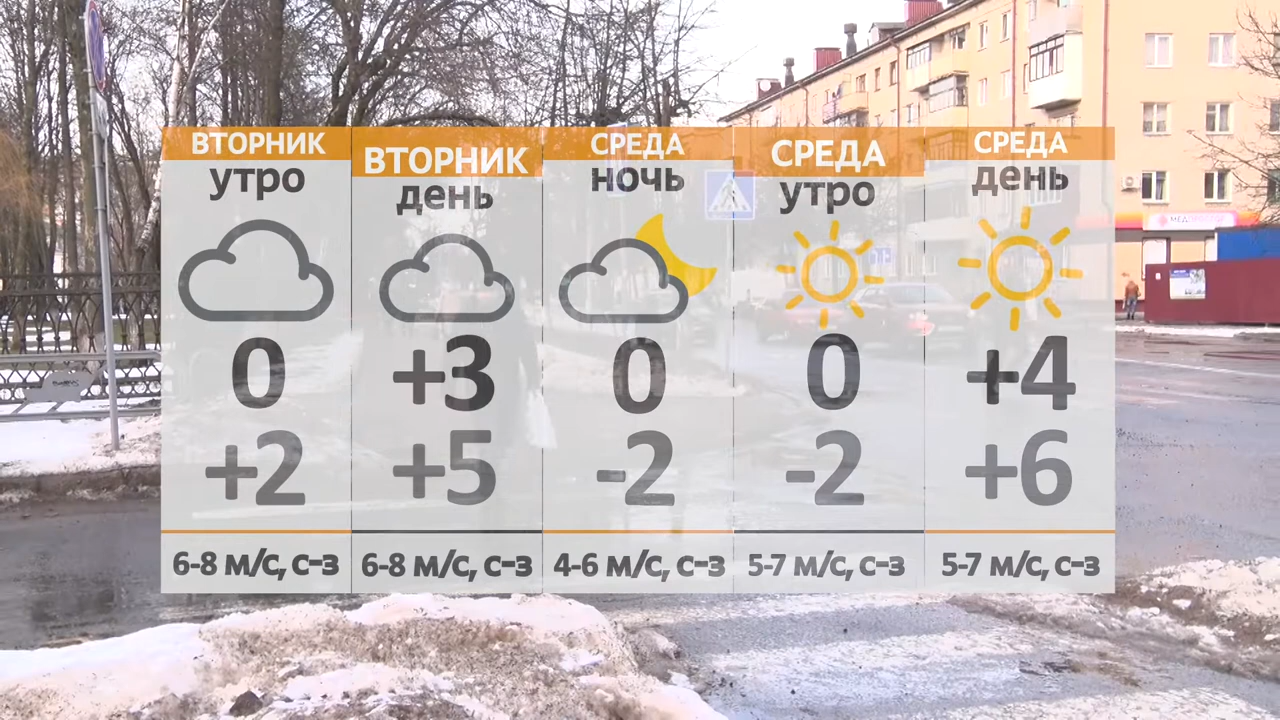 ВТОРНИК
утро
0
+2
6-8 м/с, с-з
ВТОРНИК
день
+3
+5
6-8 м/с, с-з
СРЕДА
ночь
0
-2
4-6 м/с, с-з
СРЕДА
утро
0
-2
5-7 м/с, с-з
СРЕДА
день
+4
+6
5-7 м/с, с-з